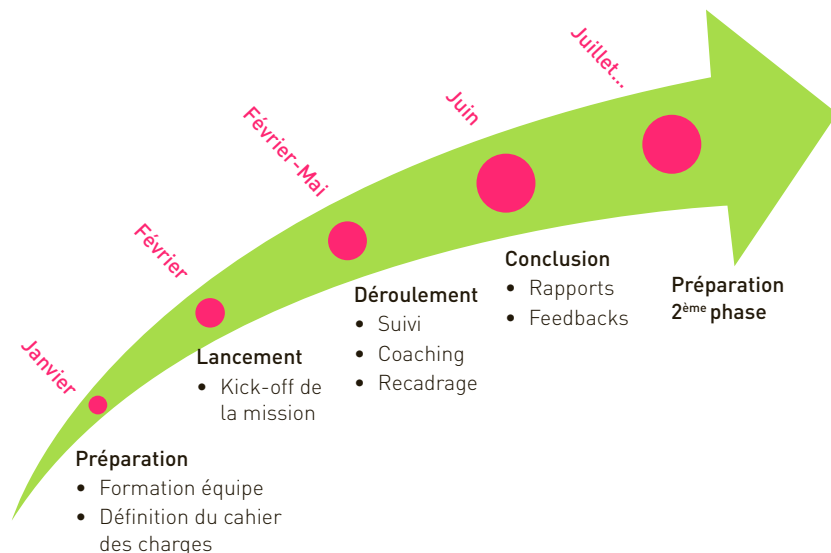 Janvier
Préparation
• Formation équipe
• Définition du cahier
des charges
Février
Lancement
• Kick-off de
la mission
Février-Mai
Déroulement
• Suivi
• Coaching
• Recadrage
Juin
Conclusion
• Rapports
• Feedbacks
Juillet...
Préparation
2ème phase